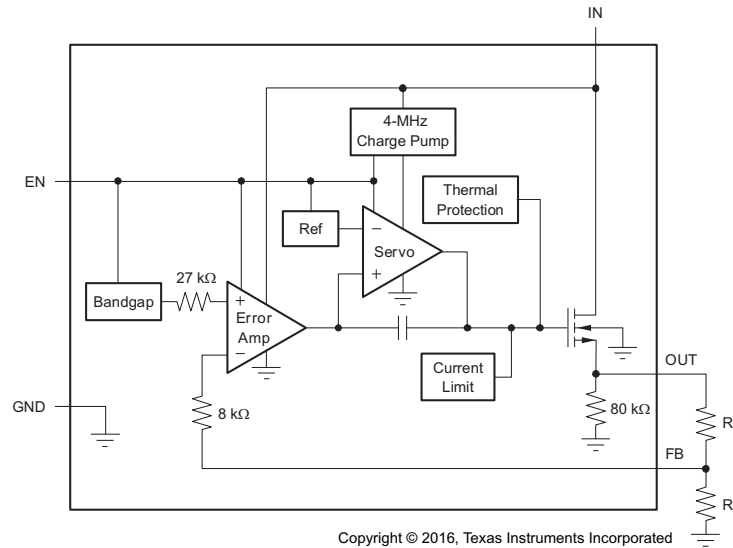 IN
4-MHz
Charge Pump
EN
Thermal
Protection
Ref
−
Servo
+
27 kΩ
Bandgap
+
Error
Amp
−
Current
Limit
OUT
GND
8 kΩ
80 kΩ
R
FB
R
Copyright © 2016, Texas Instruments Incorporated